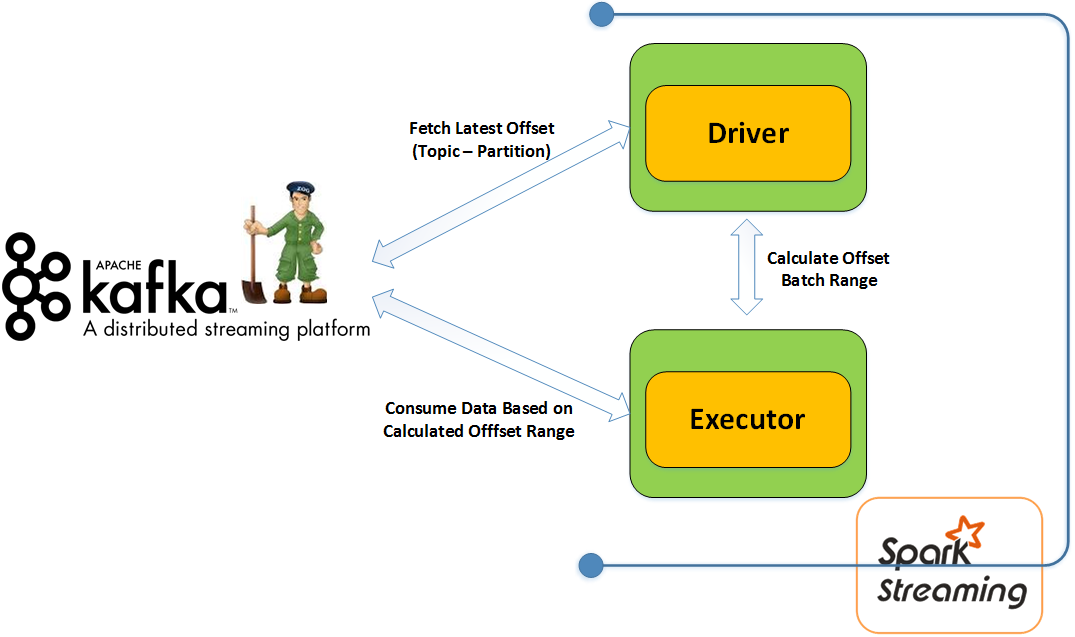 Fetch Latest Offset
(Topic – Partition)
Driver
ZOO
APACHE
kafka™
A distributed streaming platform
Calculate Offset
Batch Range
Consume Data Based on
Calculated Offfset Range
Executor
Spark
Streaming